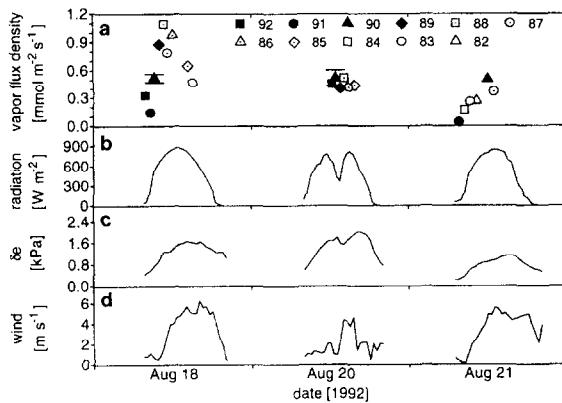 92 91 90 89 88 87
86 85 84 83 82
a
vapor flux density
[mmol m⁻² s⁻¹]
1.2
0.9
0.6
0.3
0.0
b
radiation
[W m⁻²]
900
600
300
0
c
δe
[kPa]
2.4
1.6
0.8
0.0
d
wind
[m s⁻¹]
6
4
2
0
Aug 18 Aug 20 Aug 21
date [1992]